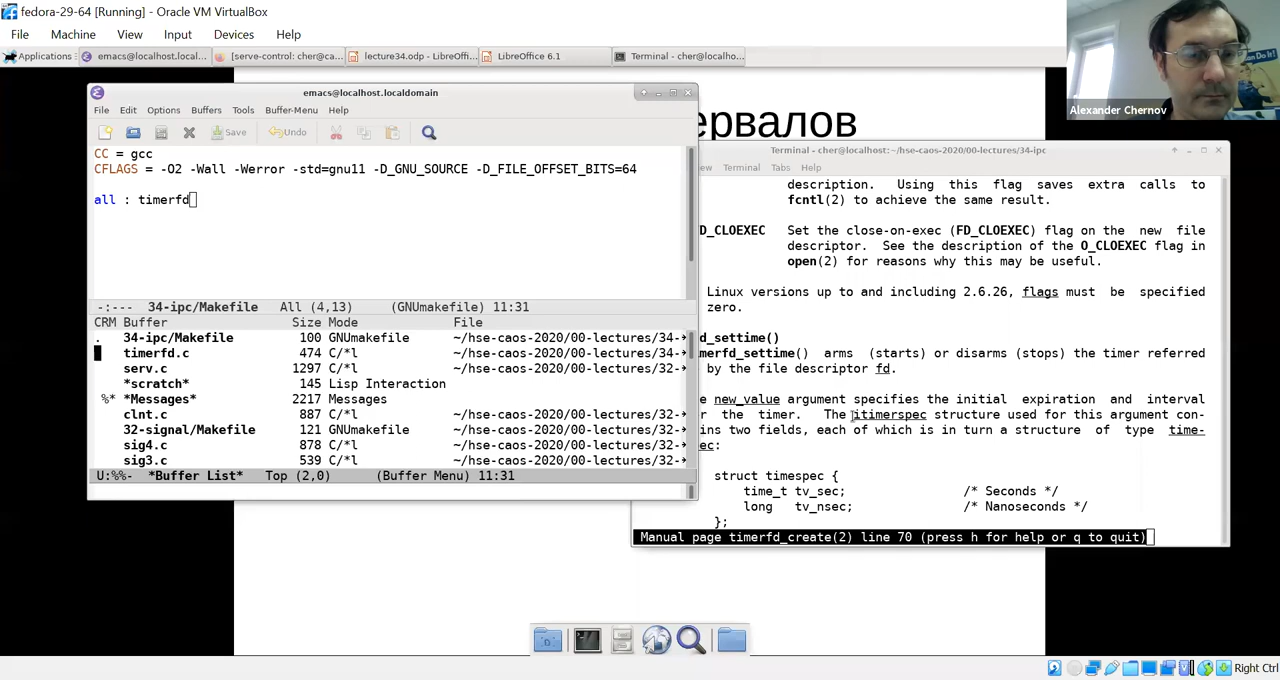 fedora-29-64 [Running] - Oracle VM VirtualBox
File Machine View Input Devices Help
Applications emacs@localhost.local... [serve-control: cher@ca... lecture34.odp - LibreOffi... LibreOffice 6.1 Terminal - cher@localho...
Alexander Chernov
an Do It!
emacs@localhost.localdomain
File Edit Options Buffers Tools Buffer-Menu Help
Save Undo
CC = gcc
CFLAGS = -O2 -Wall -Werror -std=gnu11 -D_GNU_SOURCE -D_FILE_OFFSET_BITS=64
all : timerfd
-:--- 34-ipc/Makefile All (4,13) (GNUmakefile) 11:31
CRM Buffer Size Mode File
. 34-ipc/Makefile 100 GNUmakefile ~/hse-caos-2020/00-lectures/34-→
timerfd.c 474 C/*l ~/hse-caos-2020/00-lectures/34-→
serv.c 1297 C/*l ~/hse-caos-2020/00-lectures/32-→
*scratch* 145 Lisp Interaction
%* *Messages* 2217 Messages
clnt.c 887 C/*l ~/hse-caos-2020/00-lectures/32-→
32-signal/Makefile 121 GNUmakefile ~/hse-caos-2020/00-lectures/32-→
sig4.c 878 C/*l ~/hse-caos-2020/00-lectures/32-→
sig3.c 539 C/*l ~/hse-caos-2020/00-lectures/32-→
U:%%- *Buffer List* Top (2,0) (Buffer Menu) 11:31
ервалов
Terminal - cher@localhost:~/hse-caos-2020/00-lectures/34-ipc
ew Terminal Tabs Help
description. Using this flag saves extra calls to
fcntl(2) to achieve the same result.
D_CLOEXEC Set the close-on-exec (FD_CLOEXEC) flag on the new file
descriptor. See the description of the O_CLOEXEC flag in
open(2) for reasons why this may be useful.
Linux versions up to and including 2.6.26, flags must be specified
zero.
d_settime()
merfd_settime() arms (starts) or disarms (stops) the timer referred
by the file descriptor fd.
e new_value argument specifies the initial expiration and interval
r the timer. The itimerspec structure used for this argument con-
ins two fields, each of which is in turn a structure of type time-
ec:
struct timespec {
time_t tv_sec; /* Seconds */
long tv_nsec; /* Nanoseconds */
};
Manual page timerfd_create(2) line 70 (press h for help or q to quit)
Right Ctrl